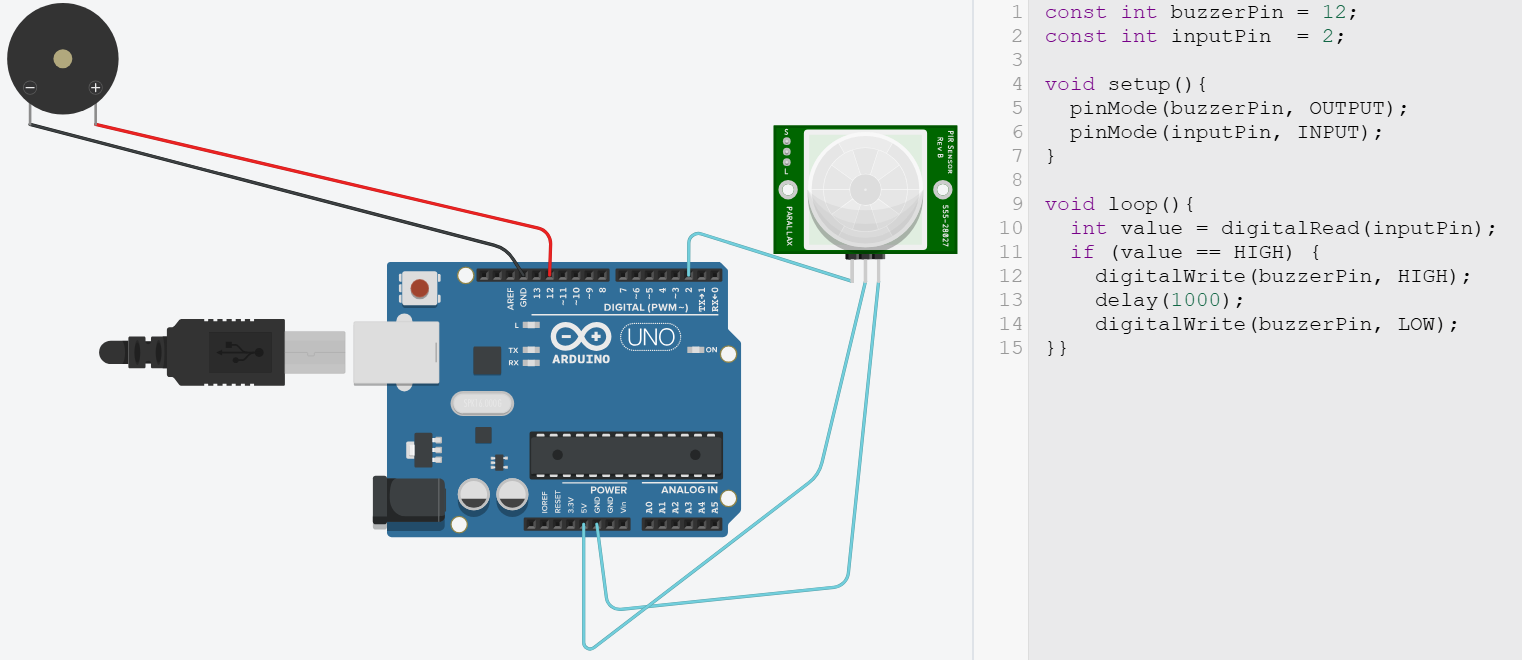 − +
S
L
PARALLAX
PIR SENSOR
REV B
555-28027
AREF
GND
13
12
~11
~10
~9
8
7
~6
~5
4
~3
2
TX→1
RX←0
DIGITAL (PWM~)
L
TX
RX
ARDUINO
UNO
ON
POWER
ANALOG IN
IOREF
RESET
3.3V
5V
GND
GND
Vin
A0
A1
A2
A3
A4
A5
1 const int buzzerPin = 12;
2 const int inputPin  = 2;
3
4 void setup(){
5   pinMode(buzzerPin, OUTPUT);
6   pinMode(inputPin, INPUT);
7 }
8
9 void loop(){
10   int value = digitalRead(inputPin);
11   if (value == HIGH) {
12     digitalWrite(buzzerPin, HIGH);
13     delay(1000);
14     digitalWrite(buzzerPin, LOW);
15 }}